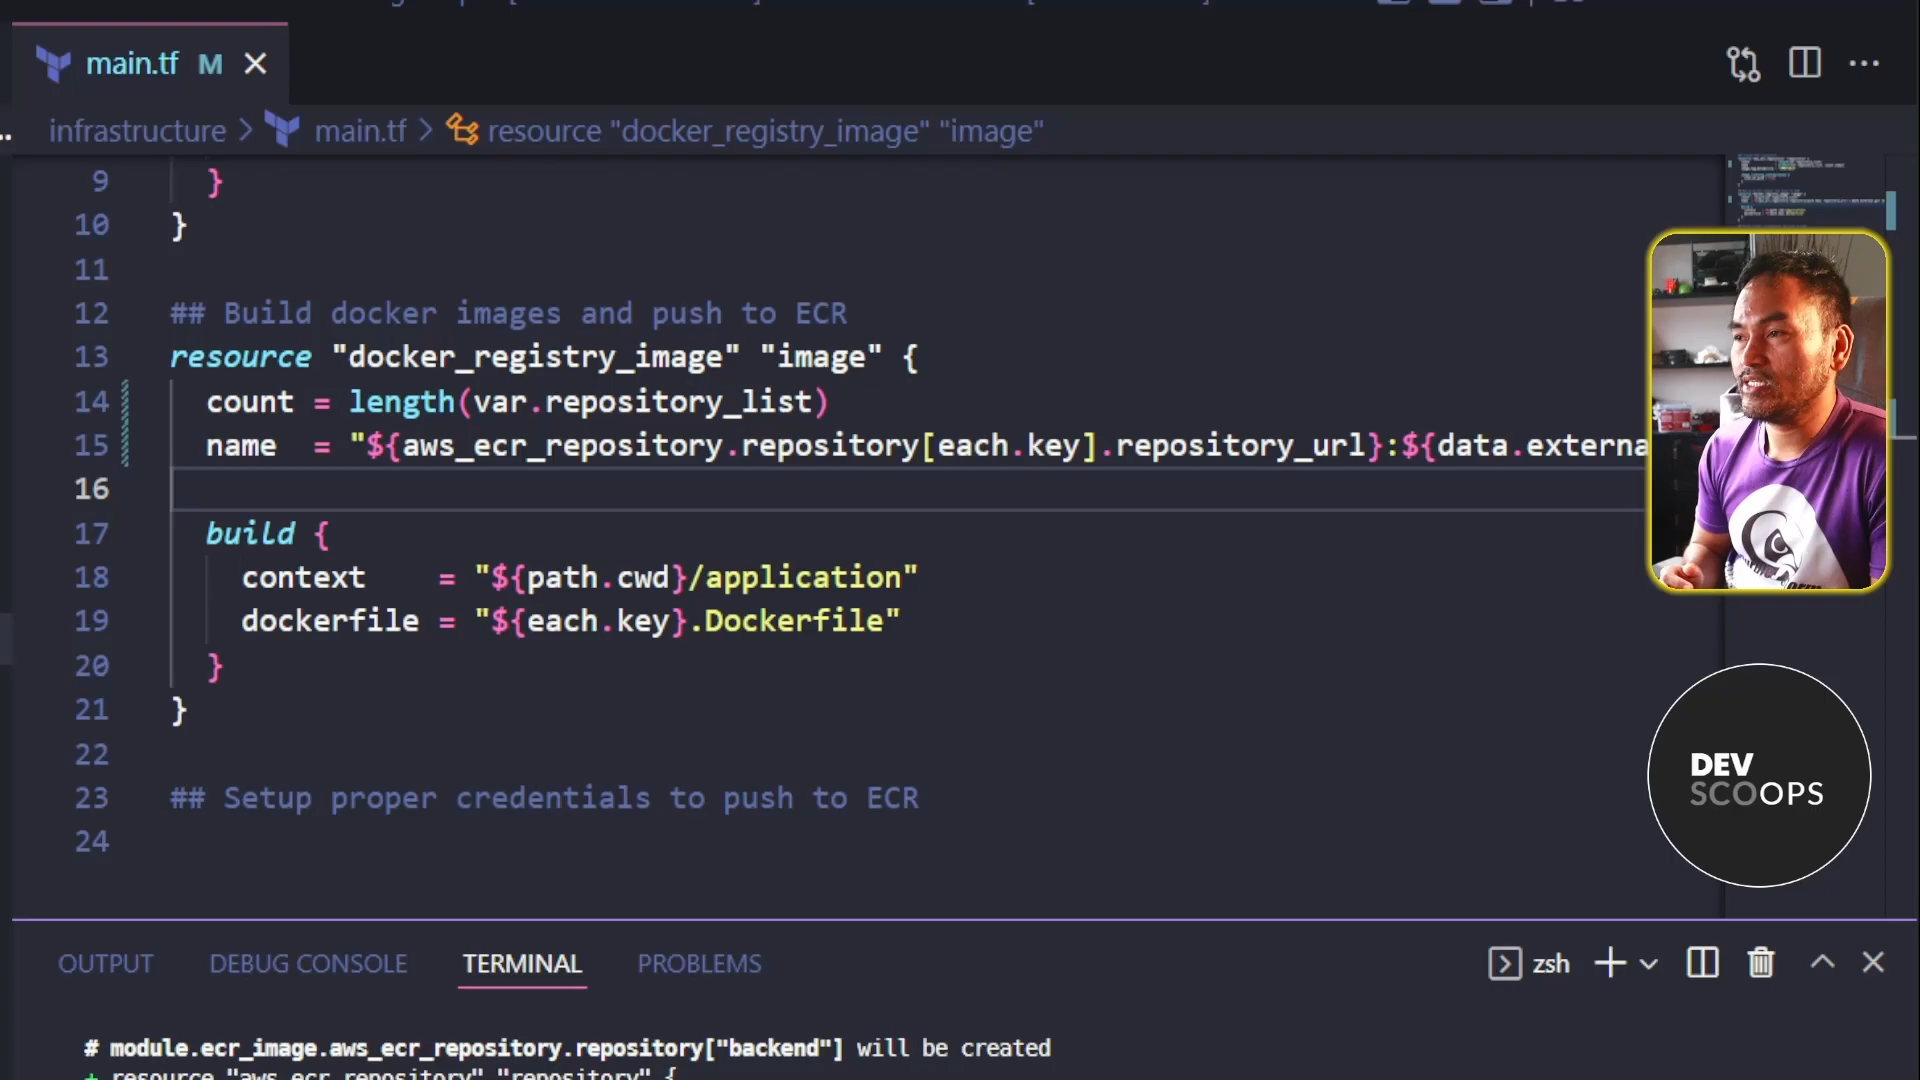 main.tf M
infrastructure > main.tf > resource "docker_registry_image" "image"
9 }
10 }
11
12 ## Build docker images and push to ECR
13 resource "docker_registry_image" "image" {
14 count = length(var.repository_list)
15 name = "${aws_ecr_repository.repository[each.key].repository_url}:${data.externa
16
17 build {
18 context = "${path.cwd}/application"
19 dockerfile = "${each.key}.Dockerfile"
20 }
21 }
22
23 ## Setup proper credentials to push to ECR
24
DEV
SCOOPS
OUTPUT DEBUG CONSOLE TERMINAL PROBLEMS zsh
# module.ecr_image.aws_ecr_repository.repository["backend"] will be created
+ resource "aws_ecr_repository" "repository" {